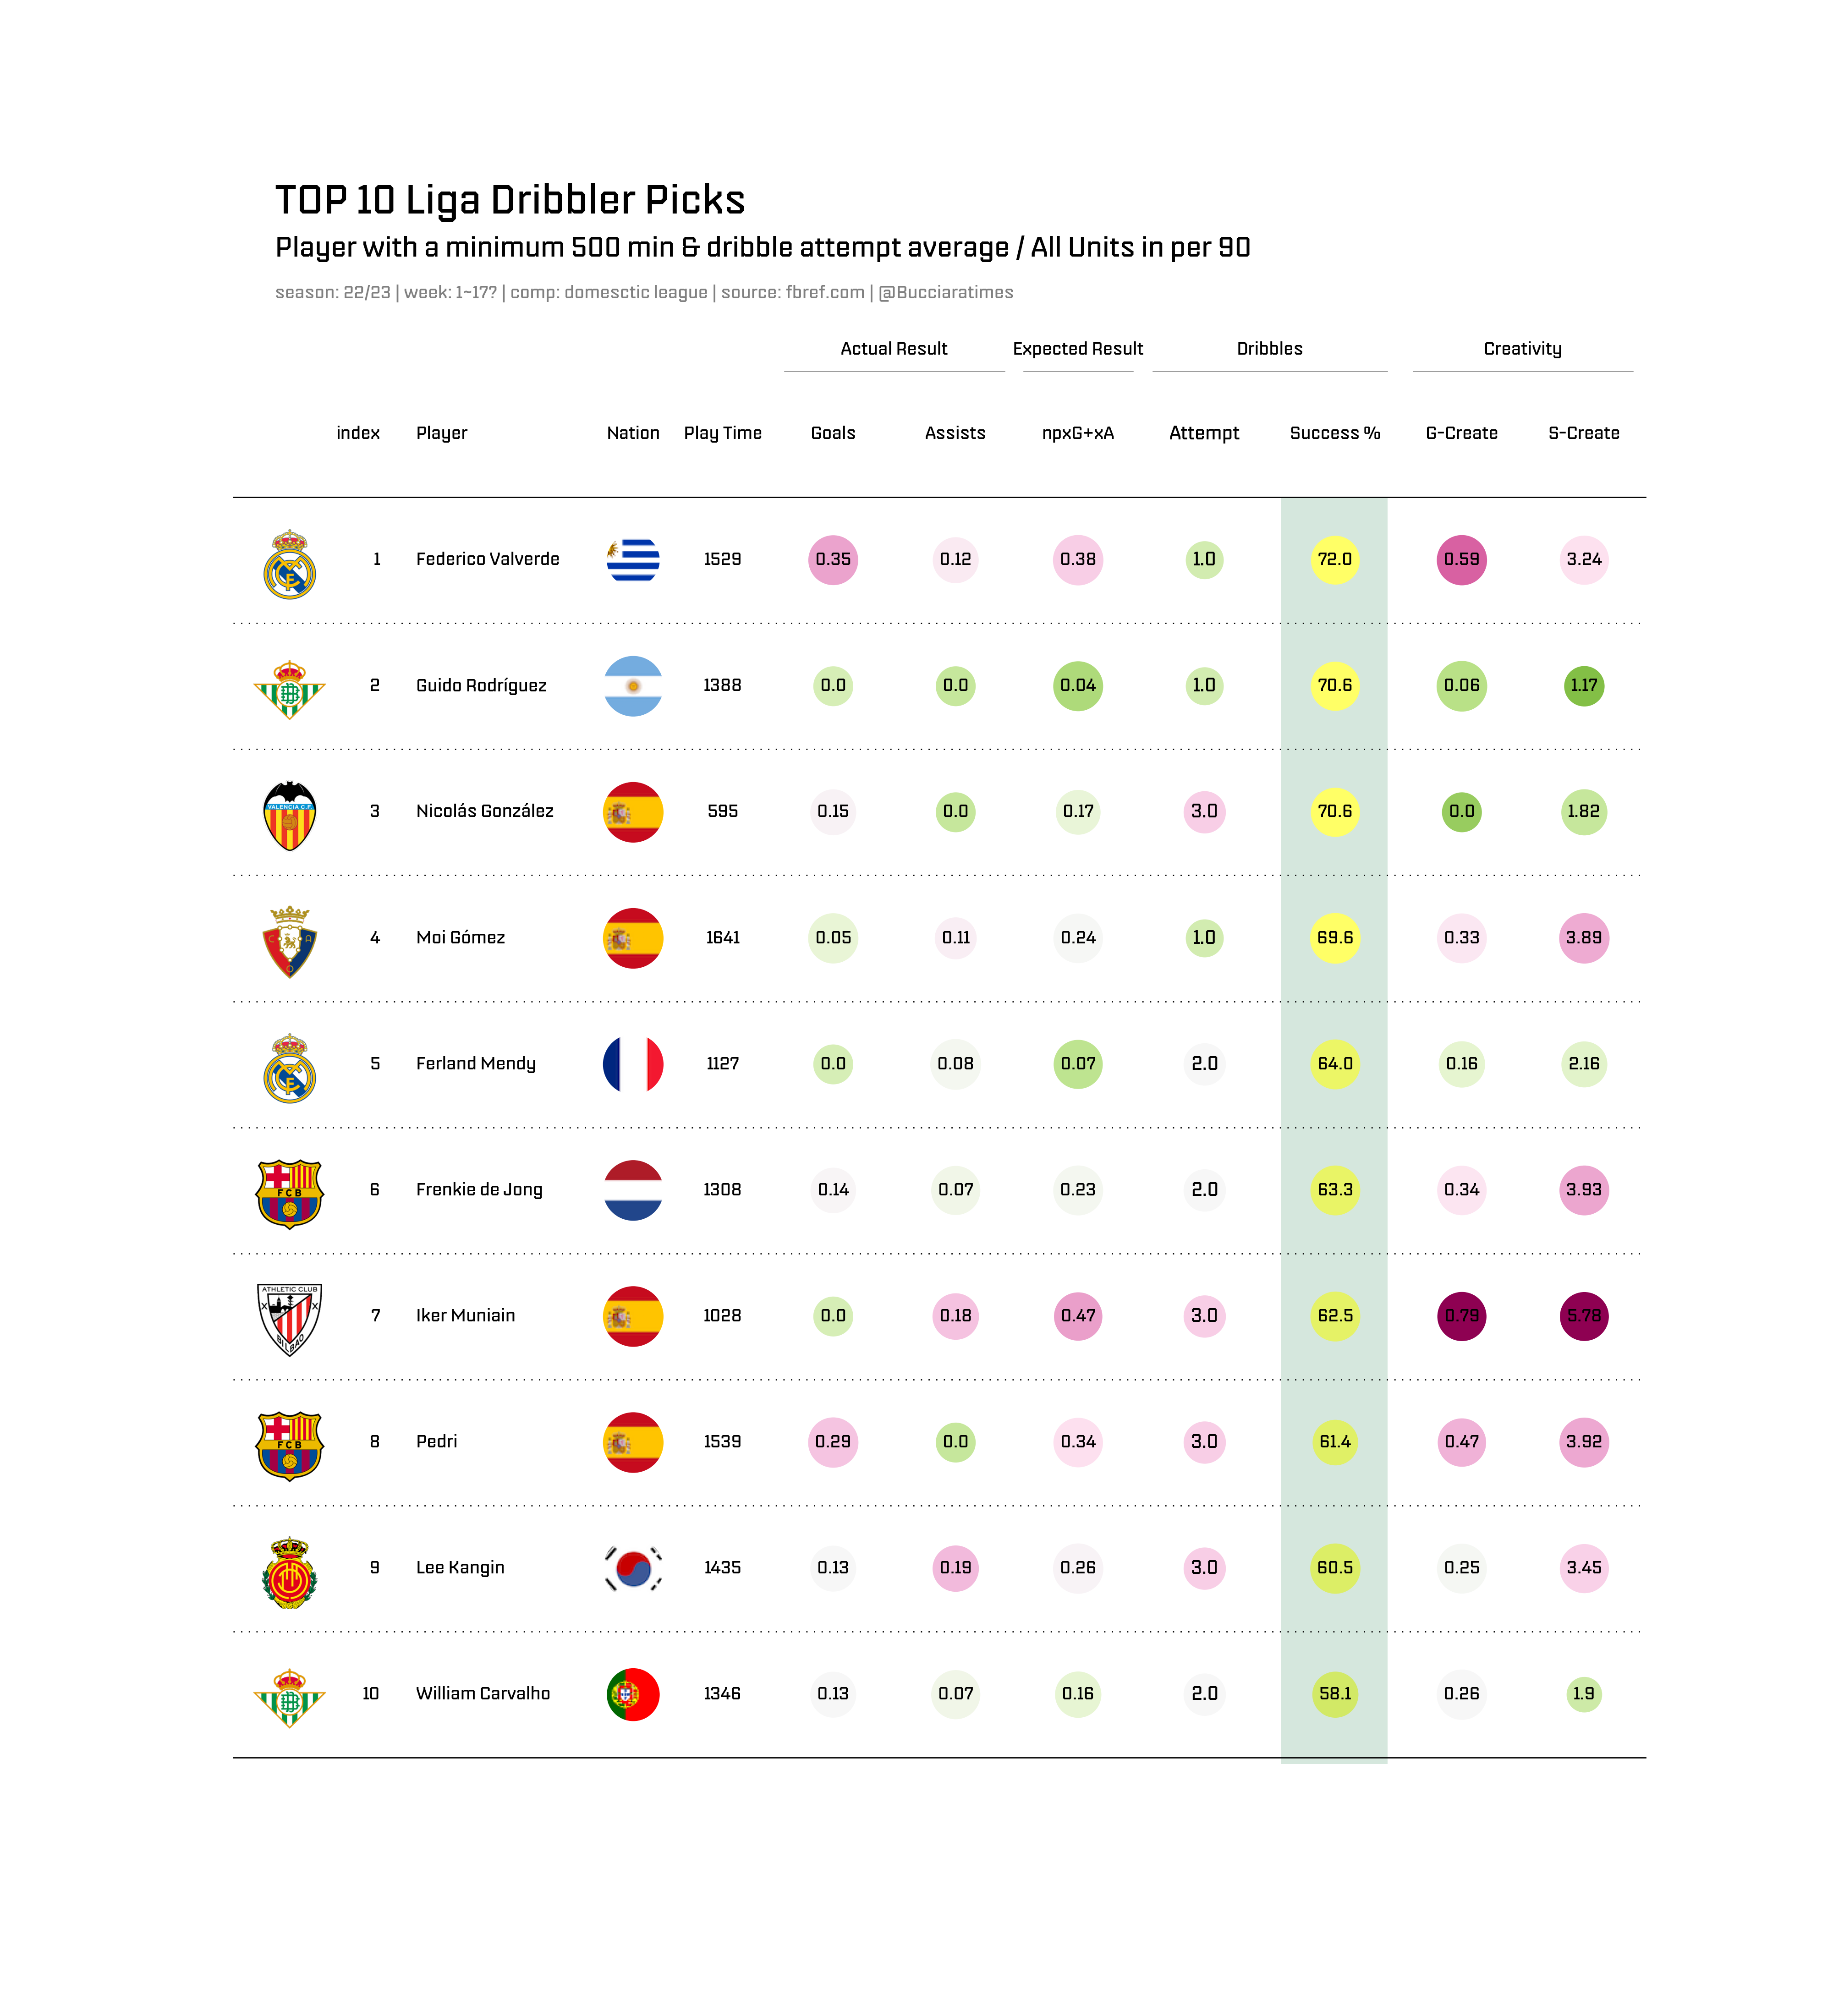 TOP 10 Liga Dribbler Picks
Player with a minimum 500 min & dribble attempt average / All Units in per 90
season: 22/23 | week: 1~17? | comp: domesctic league | source: fbref.com | @Bucciaratimes
Actual Result Expected Result Dribbles Creativity
index Player Nation Play Time Goals Assists npxG+xA Attempt Success % G-Create S-Create
1 Federico Valverde 1529 0.35 0.12 0.38 1.0 72.0 0.59 3.24
2 Guido Rodríguez 1388 0.0 0.0 0.04 1.0 70.6 0.06 1.17
VALENCIA C.F
3 Nicolás González 595 0.15 0.0 0.17 3.0 70.6 0.0 1.82
4 Moi Gómez 1641 0.05 0.11 0.24 1.0 69.6 0.33 3.89
5 Ferland Mendy 1127 0.0 0.08 0.07 2.0 64.0 0.16 2.16
FCB
6 Frenkie de Jong 1308 0.14 0.07 0.23 2.0 63.3 0.34 3.93
ATHLETIC CLUB
BILBAO
7 Iker Muniain 1028 0.0 0.18 0.47 3.0 62.5 0.79 5.78
FCB
8 Pedri 1539 0.29 0.0 0.34 3.0 61.4 0.47 3.92
9 Lee Kangin 1435 0.13 0.19 0.26 3.0 60.5 0.25 3.45
10 William Carvalho 1346 0.13 0.07 0.16 2.0 58.1 0.26 1.9